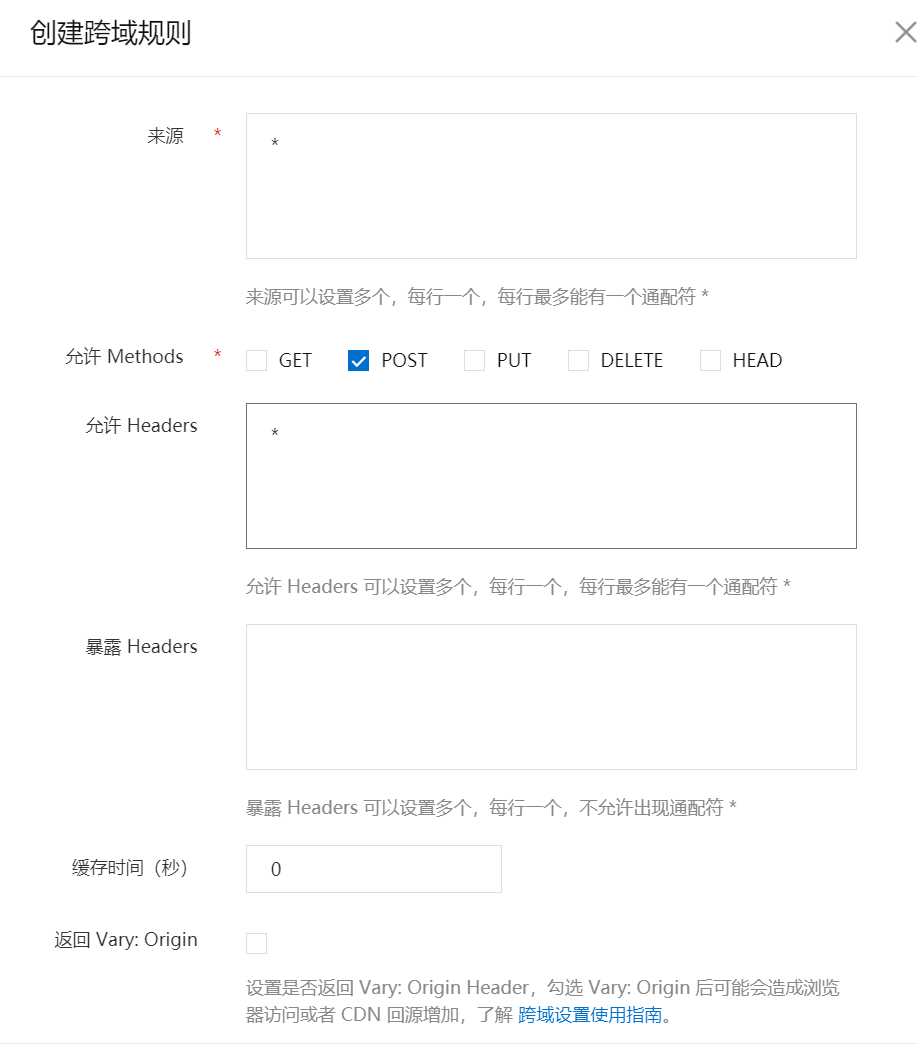 创建跨域规则
来源 *
*
来源可以设置多个，每行一个，每行最多能有一个通配符 *
允许 Methods * GET POST PUT DELETE HEAD
允许 Headers
*
允许 Headers 可以设置多个，每行一个，每行最多能有一个通配符 *
暴露 Headers
暴露 Headers 可以设置多个，每行一个，不允许出现通配符 *
缓存时间（秒） 0
返回 Vary: Origin
设置是否返回 Vary: Origin Header，勾选 Vary: Origin 后可能会造成浏览
器访问或者 CDN 回源增加，了解 跨域设置使用指南。